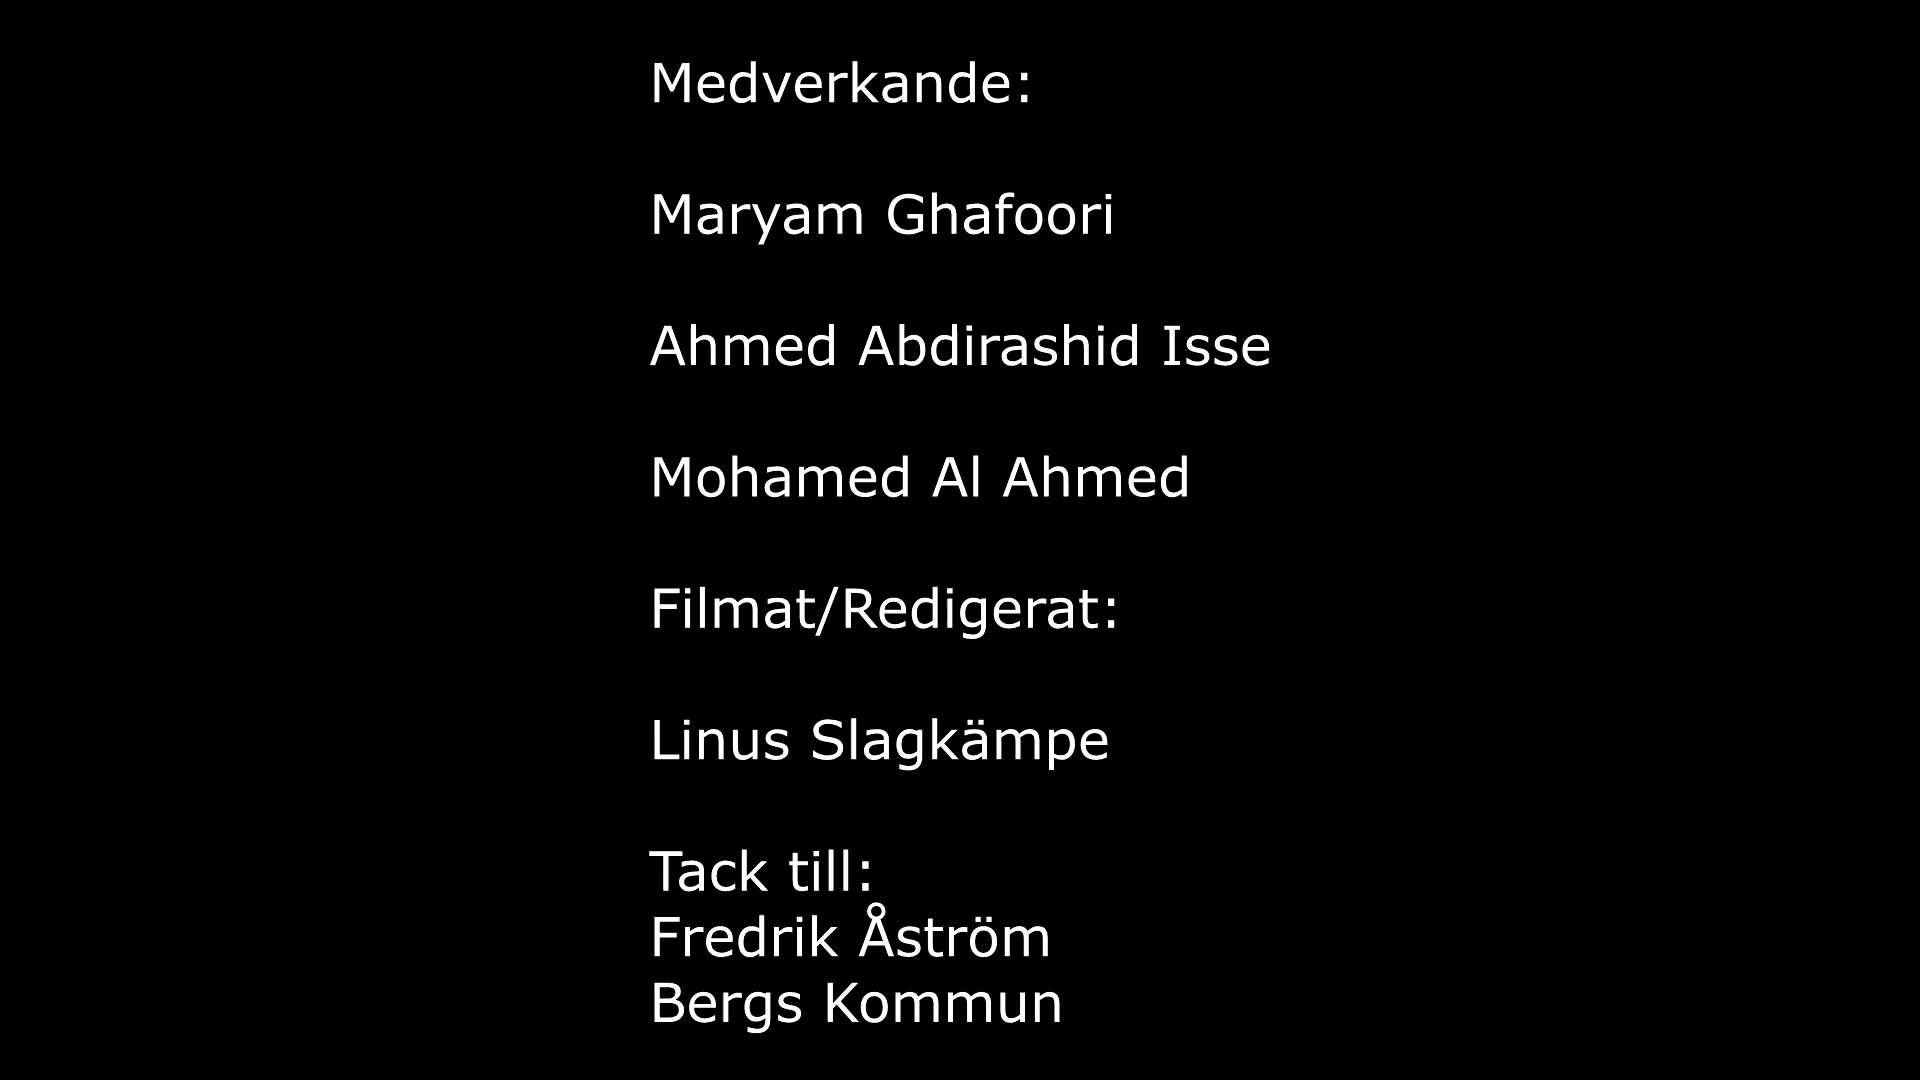 Medverkande:
Maryam Ghafoori
Ahmed Abdirashid Isse
Mohamed Al Ahmed
Filmat/Redigerat:
Linus Slagkämpe
Tack till:
Fredrik Åström
Bergs Kommun